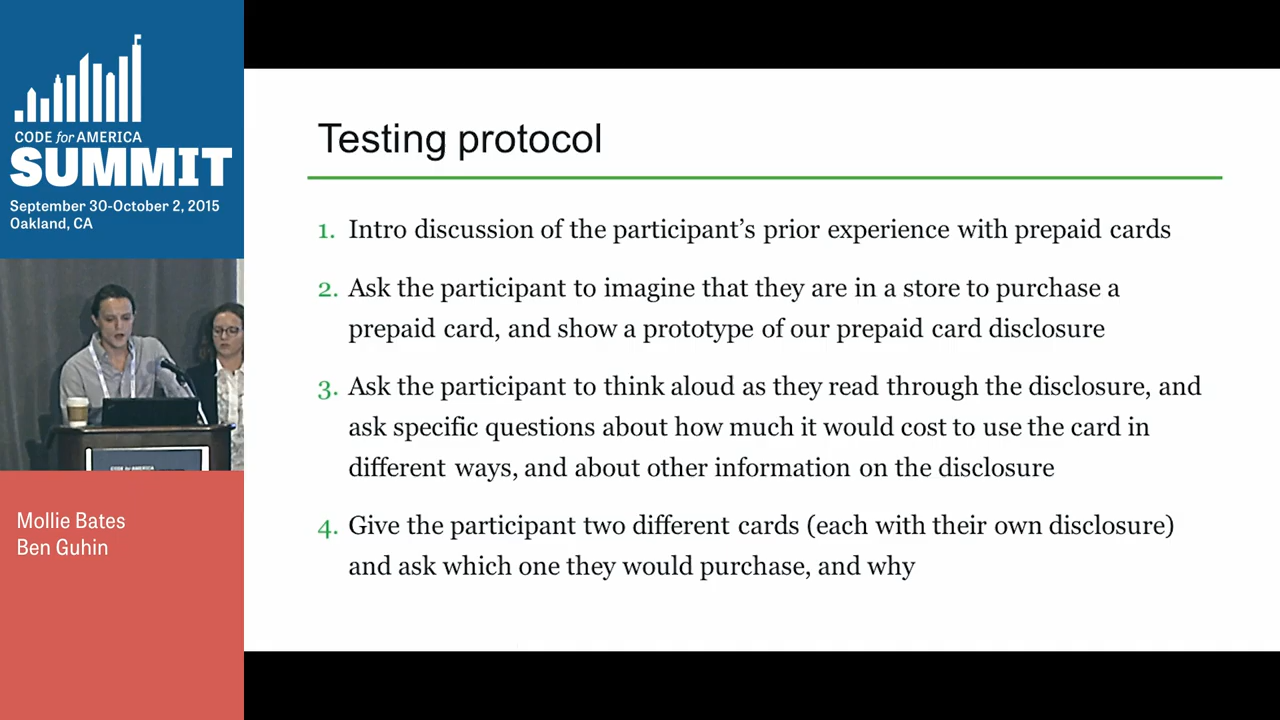 CODE for AMERICA
SUMMIT
September 30-October 2, 2015
Oakland, CA
Mollie Bates
Ben Guhin
Testing protocol
1. Intro discussion of the participant’s prior experience with prepaid cards
2. Ask the participant to imagine that they are in a store to purchase a
prepaid card, and show a prototype of our prepaid card disclosure
3. Ask the participant to think aloud as they read through the disclosure, and
ask specific questions about how much it would cost to use the card in
different ways, and about other information on the disclosure
4. Give the participant two different cards (each with their own disclosure)
and ask which one they would purchase, and why